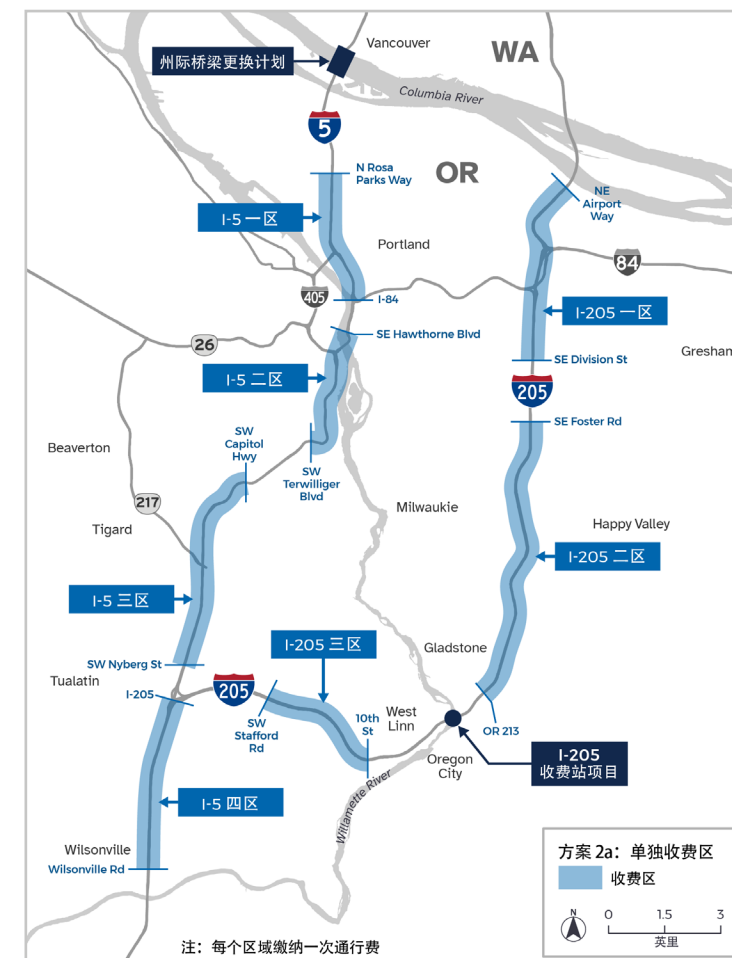 Vancouver
WA
州际桥梁更换计划
Columbia River
5
N Rosa
Parks Way
OR
NE
Airport
Way
I-5 一区
Portland
84
405
I-84
I-205 一区
26
SE Hawthorne Blvd
Gresham
SE Division St
I-5 二区
205
SE Foster Rd
SW
Capitol
Hwy
Beaverton
SW
Terwilliger
Blvd
217
Milwaukie
Tigard
Happy Valley
I-205 二区
I-5 三区
I-205 三区
Gladstone
SW Nyberg St
Tualatin
I-205
205
SW
Stafford
Rd
10th
St
West
Linn
OR 213
Oregon
City
I-205
收费站项目
Willamette River
I-5 四区
Wilsonville
Wilsonville Rd
方案 2a：单独收费区
收费区
N
0 1.5 3
英里
注：每个区域缴纳一次通行费